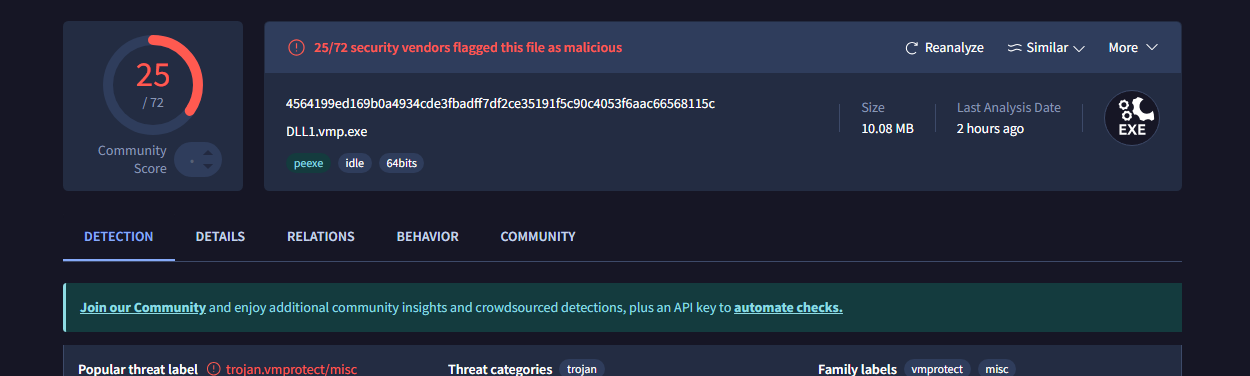 25
/ 72
Community
Score
25/72 security vendors flagged this file as malicious
Reanalyze
Similar
More
4564199ed169b0a4934cde3fbadff7df2ce35191f5c90c4053f6aac66568115c
DLL1.vmp.exe
peexe idle 64bits
Size
10.08 MB
Last Analysis Date
2 hours ago
EXE
DETECTION DETAILS RELATIONS BEHAVIOR COMMUNITY
Join our Community and enjoy additional community insights and crowdsourced detections, plus an API key to automate checks.
Popular threat label trojan.vmprotect/misc Threat categories trojan Family labels vmprotect misc